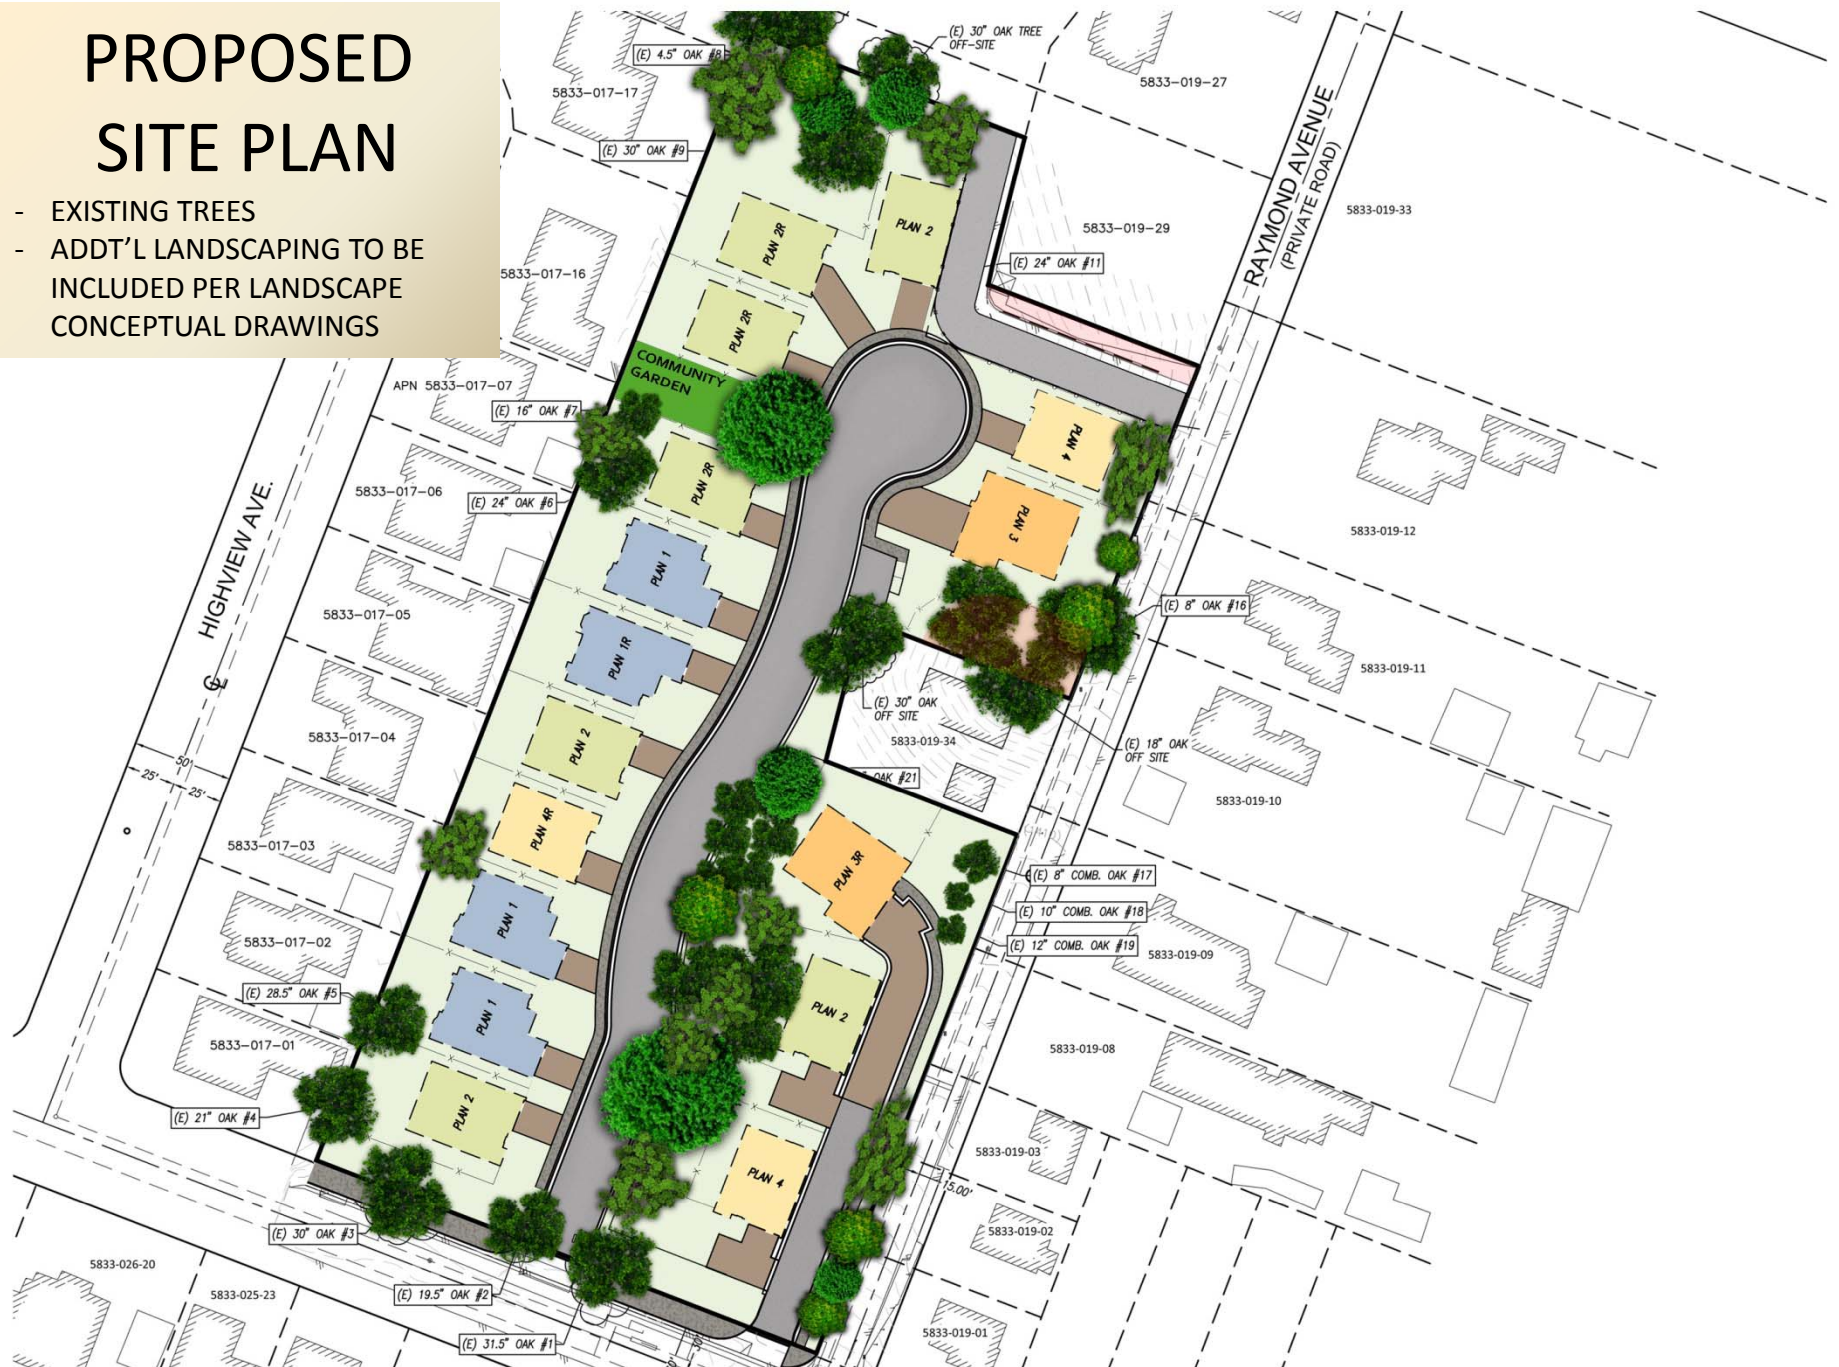 PROPOSED
SITE PLAN
- EXISTING TREES
- ADDT'L LANDSCAPING TO BE
INCLUDED PER LANDSCAPE
CONCEPTUAL DRAWINGS
(E) 4.5" OAK #8
(E) 30" OAK TREE
OFF-SITE
5833-017-17
5833-019-27
(E) 30" OAK #9
RAYMOND AVENUE
(PRIVATE ROAD)
5833-019-33
PLAN 2
PLAN 2R
5833-019-29
5833-017-16
(E) 24" OAK #11
PLAN 2R
COMMUNITY
GARDEN
APN 5833-017-07
(E) 16" OAK #7
PLAN 4
PLAN 2R
5833-017-06
(E) 24" OAK #6
PLAN 3
5833-019-12
HIGHVIEW AVE.
PLAN 1
(E) 8" OAK #16
5833-017-05
PLAN 1R
5833-019-11
℄
(E) 30" OAK
OFF SITE
5833-019-34
5833-017-04
PLAN 2
(E) 18" OAK
OFF SITE
50'
25'
25'
OAK #21
5833-019-10
PLAN 4R
5833-017-03
PLAN 3R
(E) 8" COMB. OAK #17
(E) 10" COMB. OAK #18
PLAN 1
5833-017-02
(E) 12" COMB. OAK #19
5833-019-09
(E) 28.5" OAK #5
PLAN 2
PLAN 1
5833-017-01
5833-019-08
(E) 21" OAK #4
PLAN 2
5833-019-03
PLAN 4
15.00'
(E) 30" OAK #3
5833-019-02
5833-026-20
5833-025-23
(E) 19.5" OAK #2
(E) 31.5" OAK #1
5833-019-01
30'